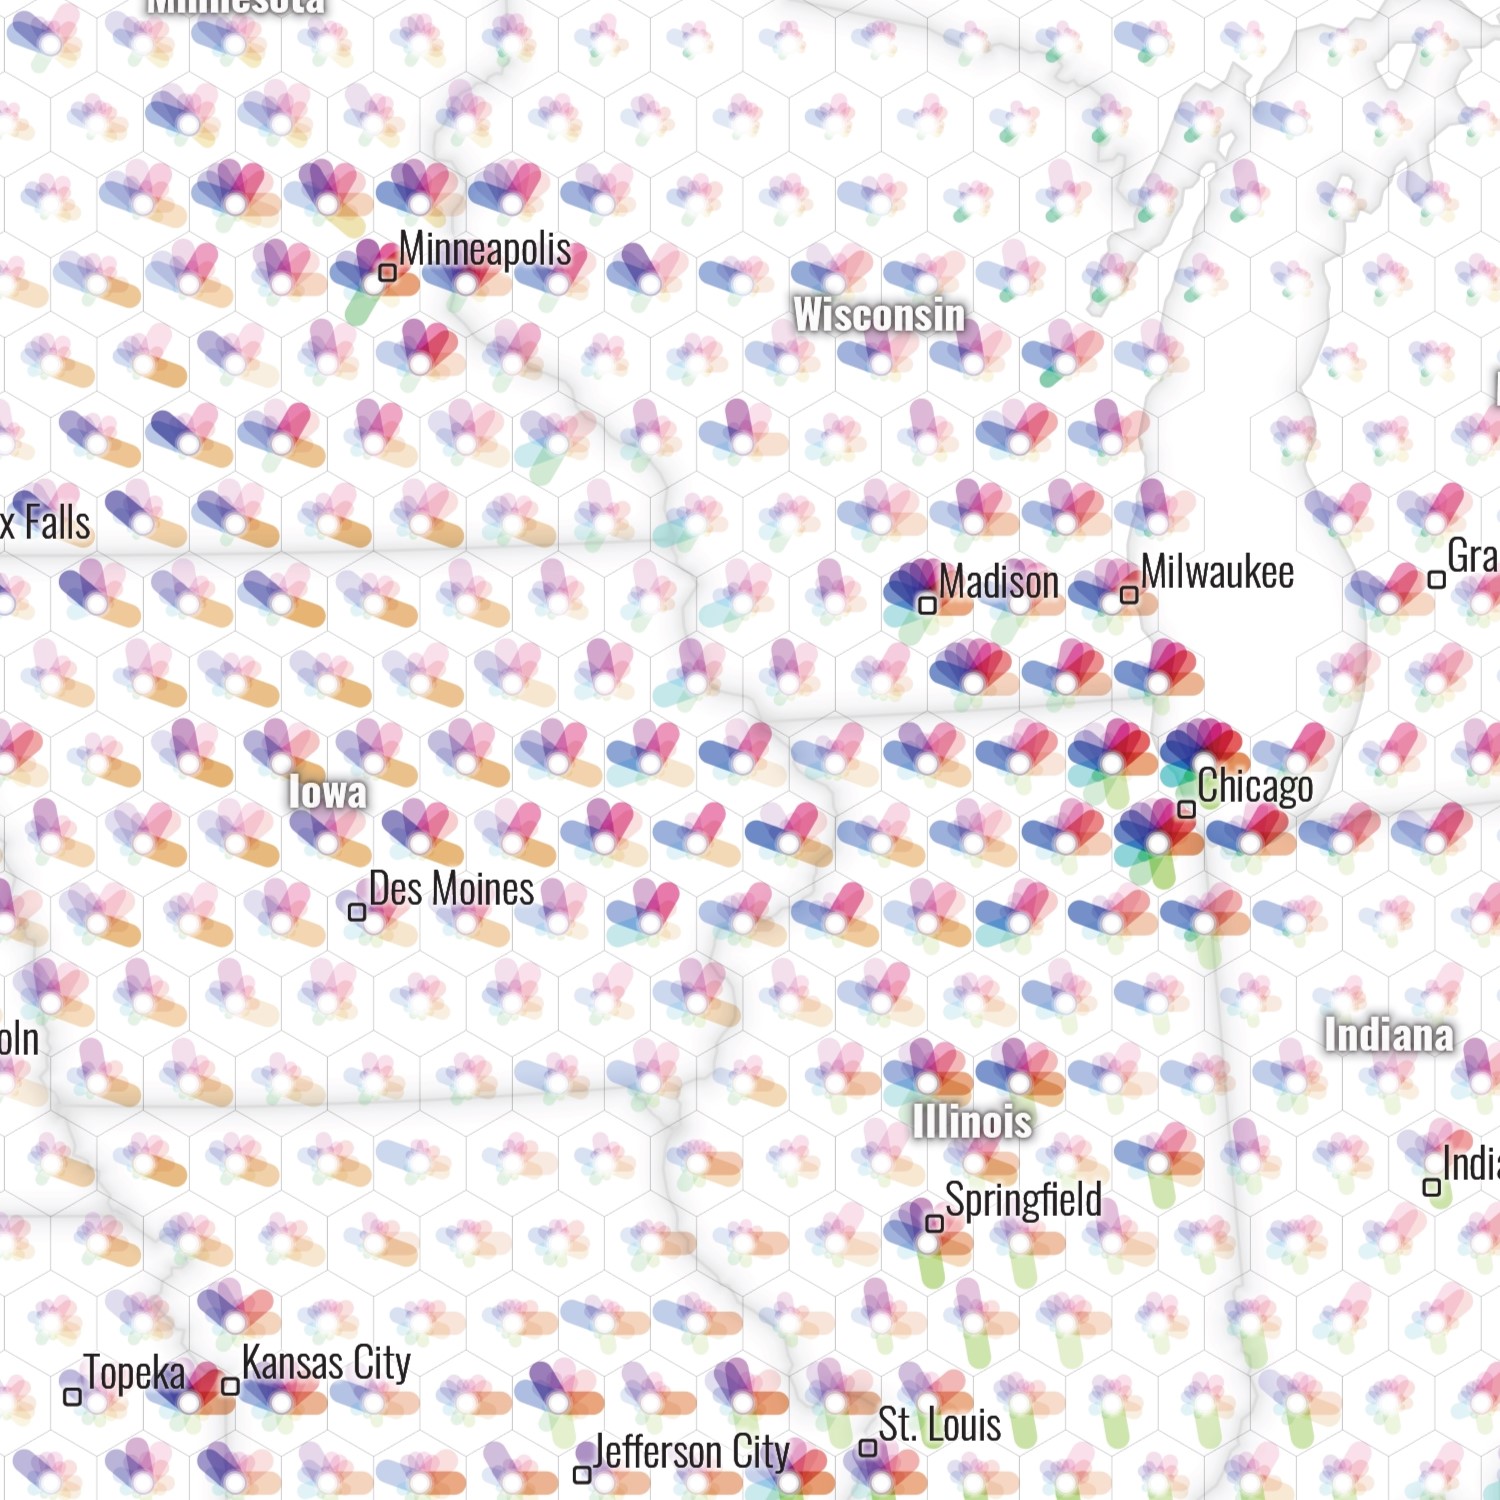 Minnesota
Minneapolis
Wisconsin
x Falls
Gra
Madison
Milwaukee
Chicago
Iowa
Des Moines
oln
Indiana
Illinois
India
Springfield
Topeka
Kansas City
St. Louis
Jefferson City